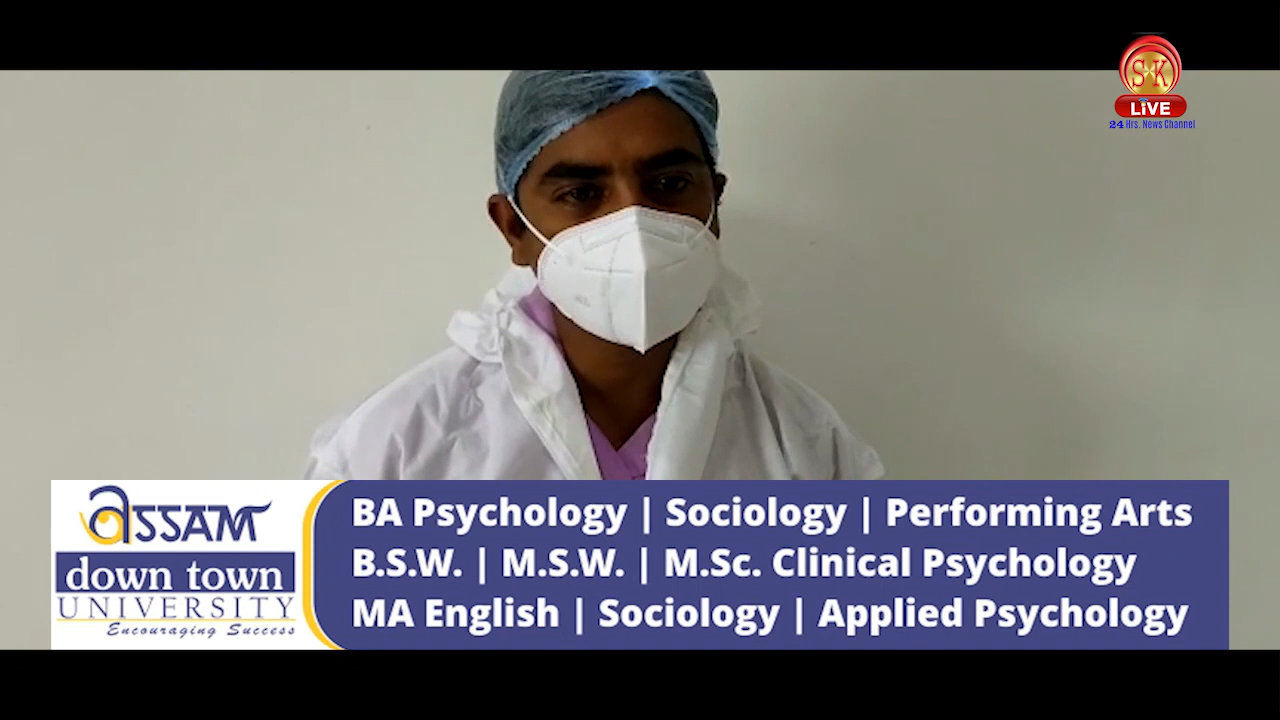 SK
LIVE
24 Hrs. News Channel
অSSAM
down town
UNIVERSITY
Encouraging Success
BA Psychology | Sociology | Performing Arts
B.S.W. | M.S.W. | M.Sc. Clinical Psychology
MA English | Sociology | Applied Psychology